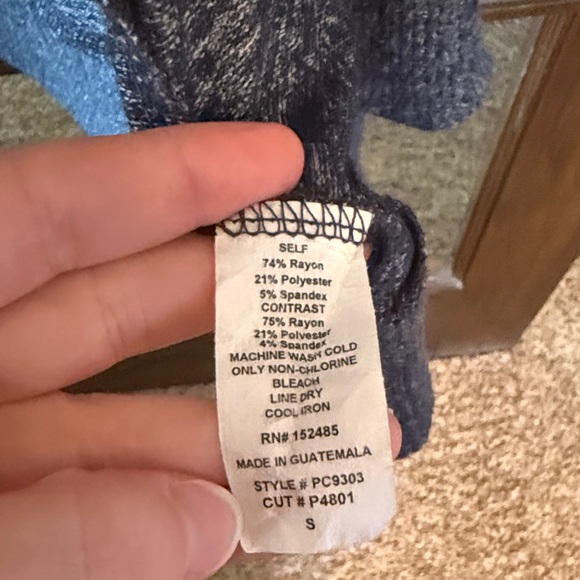 SELF
74% Rayon
21% Polyester
5% Spandex
CONTRAST
75% Rayon
21% Polyester
4% Spandex
MACHINE WASH COLD
ONLY NON-CHLORINE
BLEACH
LINE DRY
COOL IRON
RN# 152485
MADE IN GUATEMALA
STYLE # PC9303
CUT # P4801
S